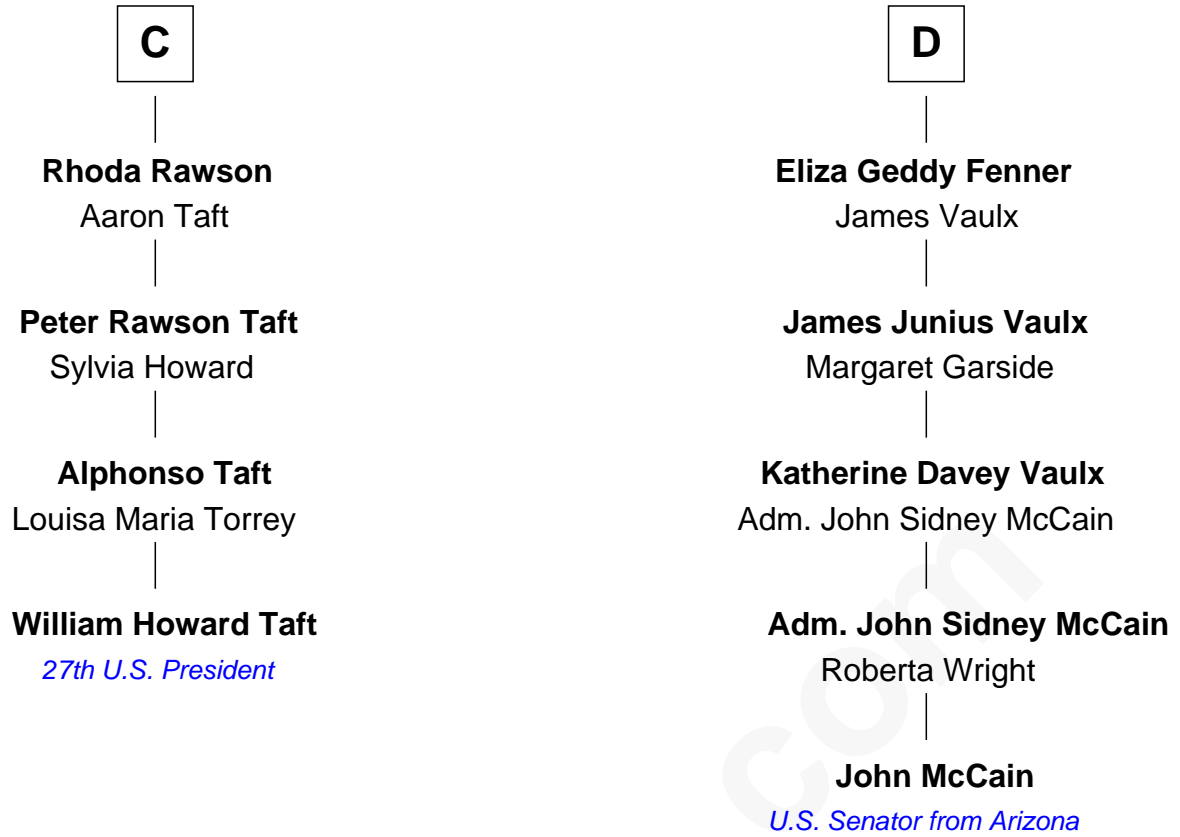 C
Rhoda Rawson
Aaron Taft
Peter Rawson Taft
Sylvia Howard
Alphonso Taft
Louisa Maria Torrey
William Howard Taft
27th U.S. President
D
Eliza Geddy Fenner
James Vaulx
James Junius Vaulx
Margaret Garside
Katherine Davey Vaulx
Adm. John Sidney McCain
Adm. John Sidney McCain
Roberta Wright
John McCain
U.S. Senator from Arizona
com